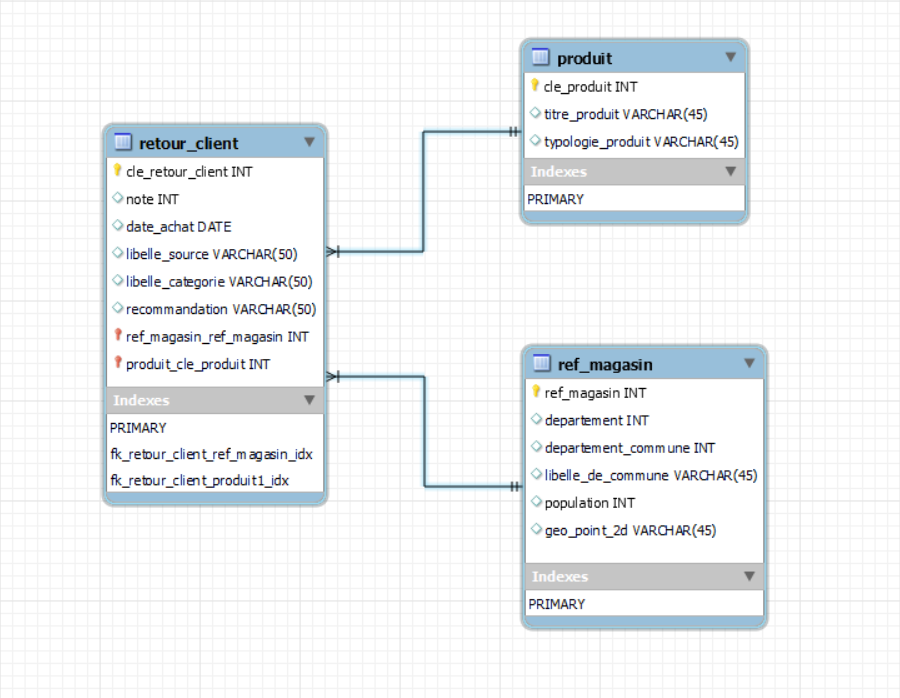 retour_client
cle_retour_client INT
note INT
date_achat DATE
libelle_source VARCHAR(50)
libelle_categorie VARCHAR(50)
recommandation VARCHAR(50)
ref_magasin_ref_magasin INT
produit_cle_produit INT
Indexes
PRIMARY
fk_retour_client_ref_magasin_idx
fk_retour_client_produit1_idx
produit
cle_produit INT
titre_produit VARCHAR(45)
typologie_produit VARCHAR(45)
Indexes
PRIMARY
ref_magasin
ref_magasin INT
departement INT
departement_commune INT
libelle_de_commune VARCHAR(45)
population INT
geo_point_2d VARCHAR(45)
Indexes
PRIMARY